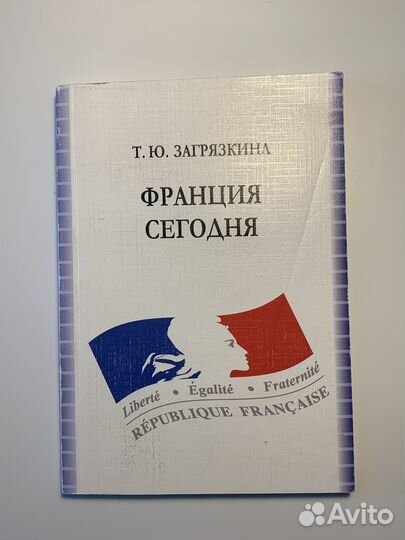 Т. Ю. ЗАГРЯЗКИНА
ФРАНЦИЯ
СЕГОДНЯ
Liberté • Égalité • Fraternité
RÉPUBLIQUE FRANÇAISE
Avito